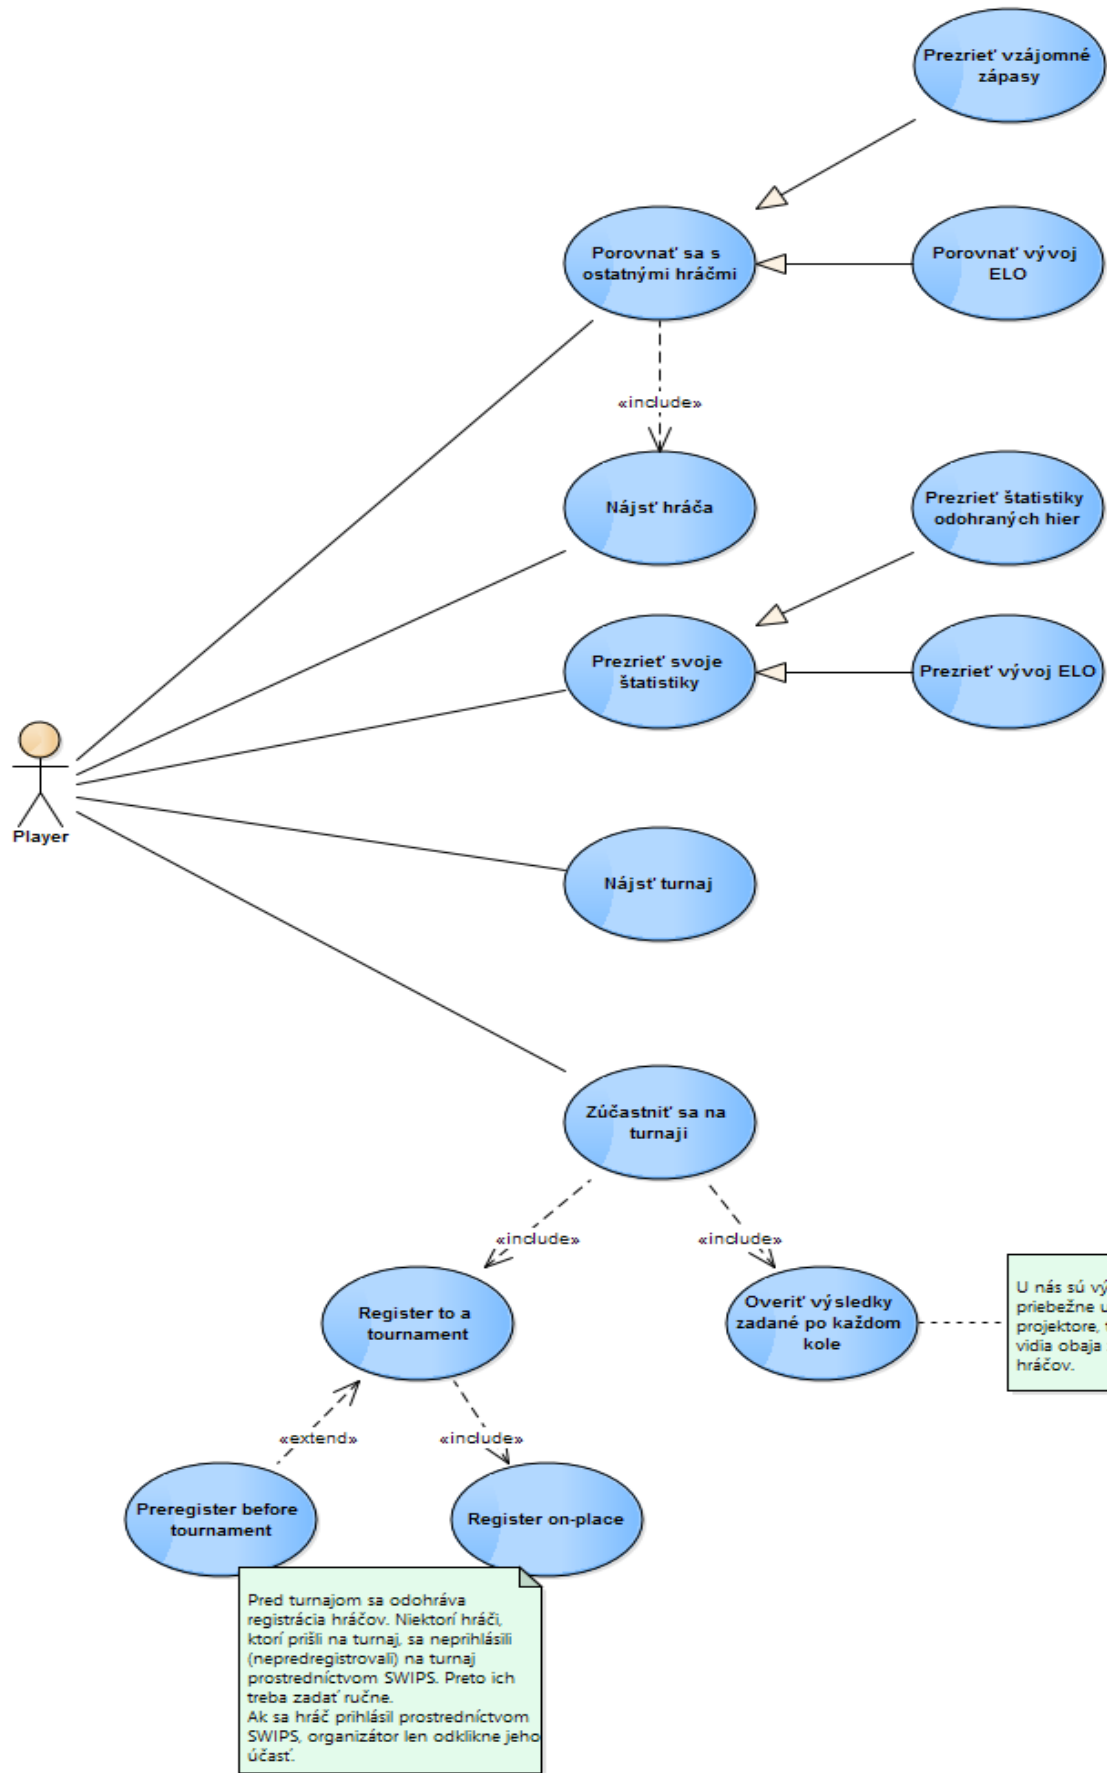 Prezrieť vzájomné
zápasy
Porovnať sa s
ostatnými hráčmi
Porovnať vývoj
ELO
«include»
Nájsť hráča
Prezrieť štatistiky
odohraných hier
Prezrieť svoje
štatistiky
Prezrieť vývoj ELO
Player
Nájsť turnaj
Zúčastniť sa na
turnaji
«include»
«include»
Register to a
tournament
Overiť výsledky
zadané po každom
kole
U nás sú vý
priebežne u
projektore,
vidia obaja
hráčov.
«extend»
«include»
Preregister before
tournament
Register on-place
Pred turnajom sa odohráva
registrácia hráčov. Niektorí hráči,
ktorí prišli na turnaj, sa neprihlásili
(nepredregistrovali) na turnaj
prostredníctvom SWIPS. Preto ich
treba zadať ručne.
Ak sa hráč prihlásil prostredníctvom
SWIPS, organizátor len odklikne jeho
účasť.